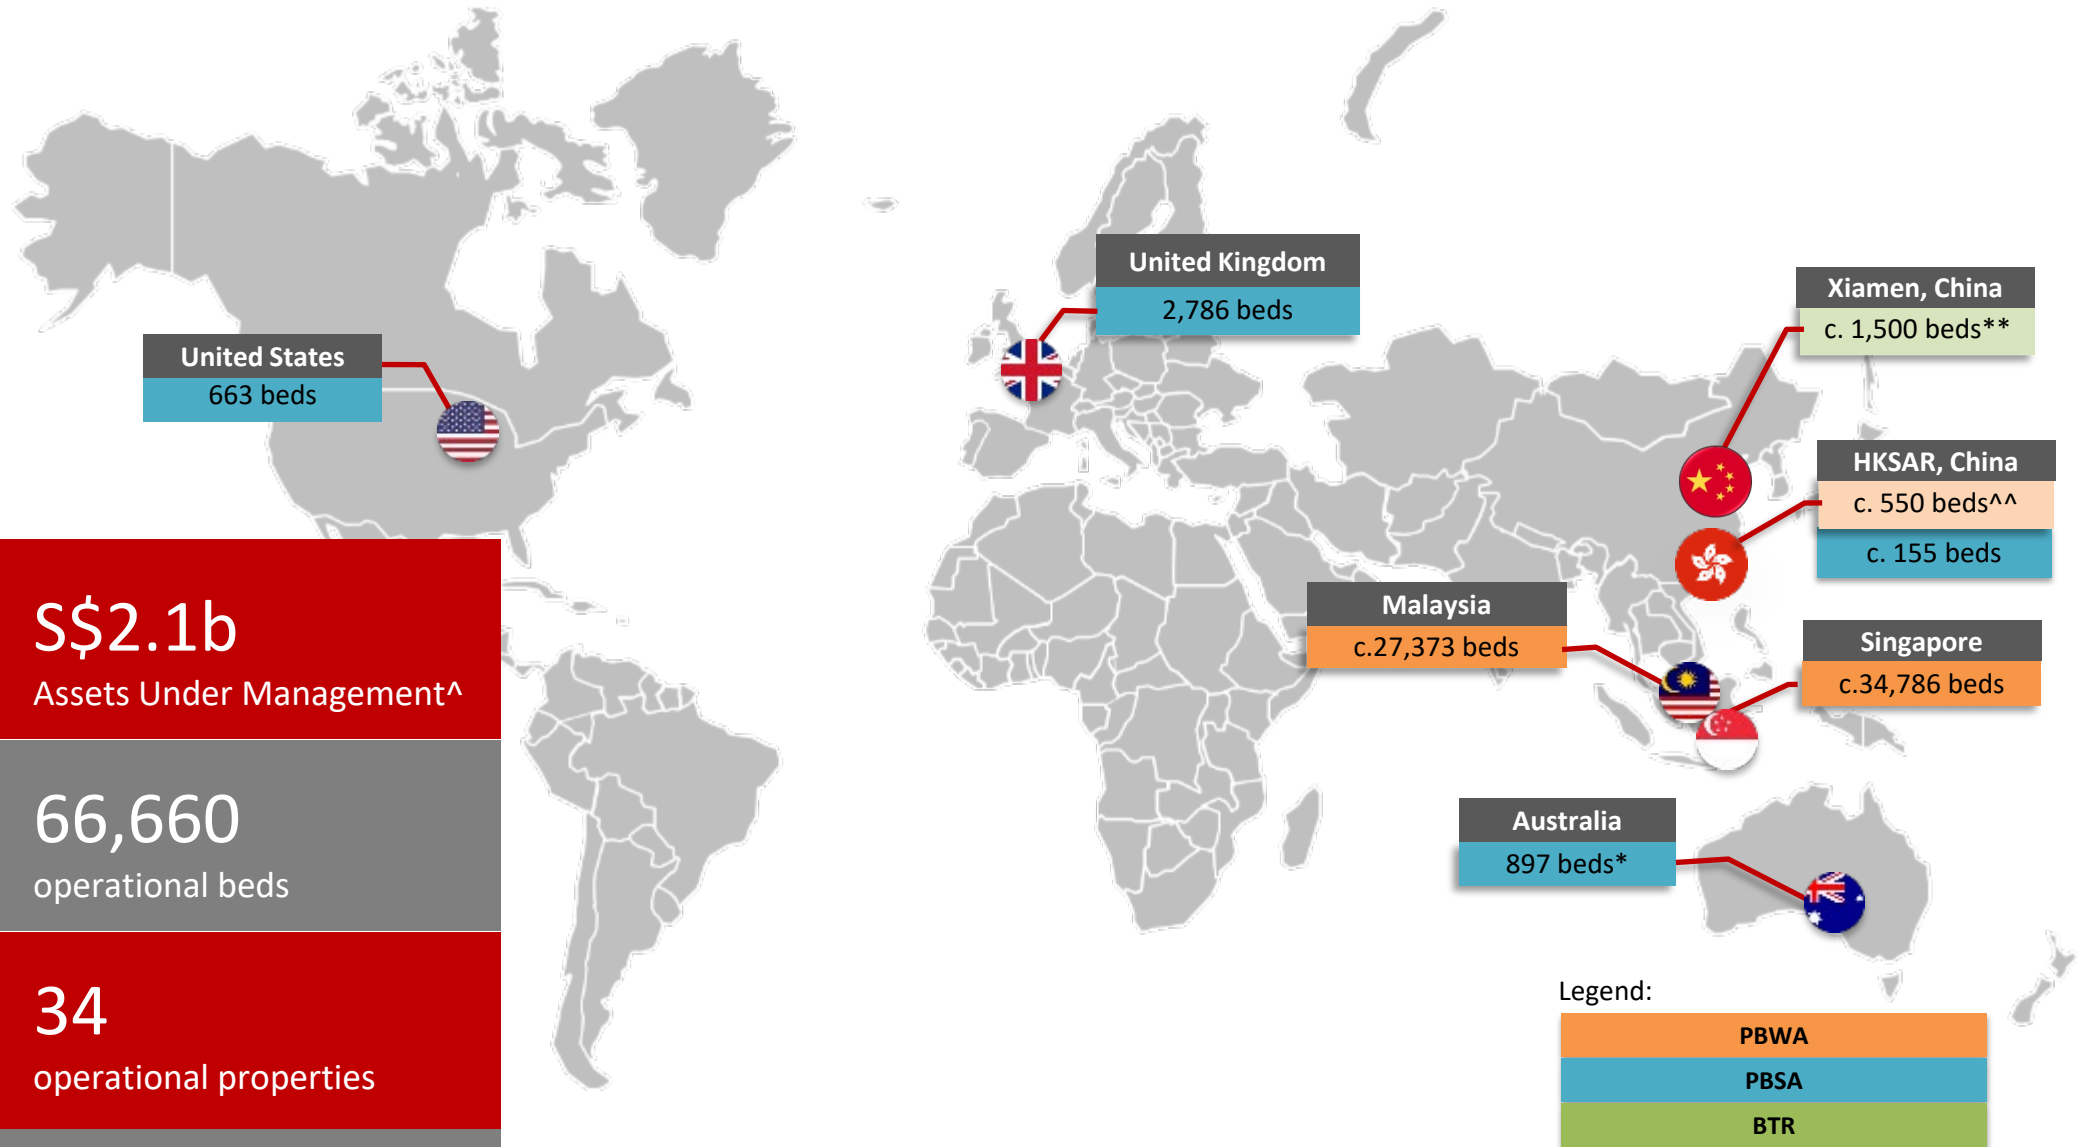 United Kingdom
2,786 beds
Xiamen, China
c. 1,500 beds**
United States
663 beds
HKSAR, China
c. 550 beds^^
c. 155 beds
Malaysia
c.27,373 beds
Singapore
c.34,786 beds
Australia
897 beds*
S$2.1b
Assets Under Management^
66,660
operational beds
34
operational properties
Legend:
PBWA
PBSA
BTR